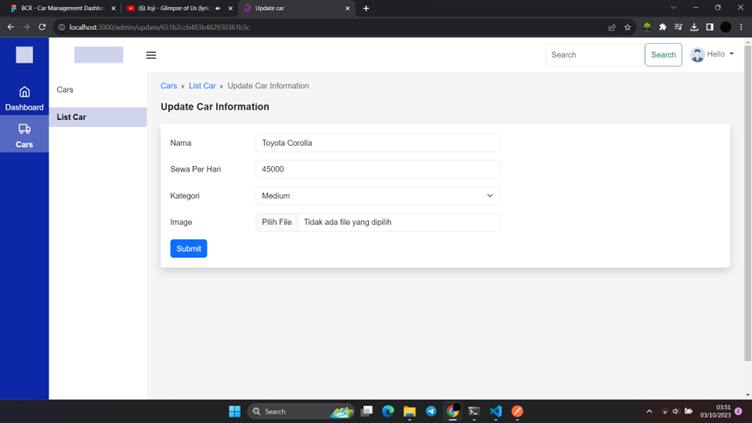 BCR - Car Management Dashbo
(6) Joji - Glimpse of Us (lyric
Update car
localhost:3000/admin/update/651b2ccb483b482930361b3c
Search
Search
Hello
Dashboard
Cars
Cars
List Car
Cars › List Car › Update Car Information
Update Car Information
Nama
Toyota Corolla
Sewa Per Hari
45000
Kategori
Medium
Image
Pilih File Tidak ada file yang dipilih
Submit
Search
03:51
03/10/2023
2